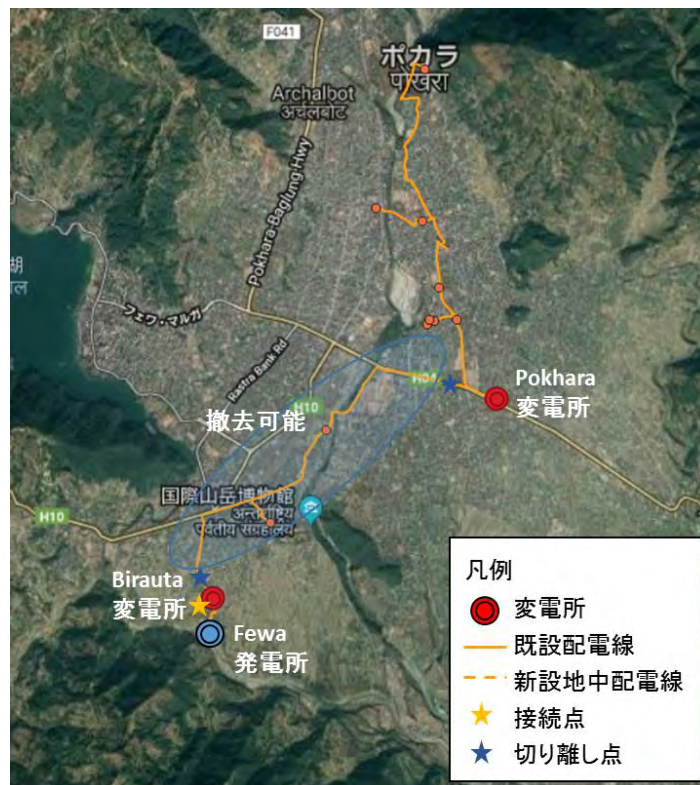 F041
ポカラ
पोखरा
Archalbot
अर्चलबोट
Pokhara-Baglung-Hwy
湖
フェワ・マルガ
Rastra Bank Rd
H04
Pokhara
変電所
撤去可能
H10
国際山岳博物館
अन्तर्राष्ट्रिय
पर्वतीय संग्रहालय
H10
Birauta
変電所
Fewa
発電所
凡例
変電所
既設配電線
新設地中配電線
接続点
切り離し点